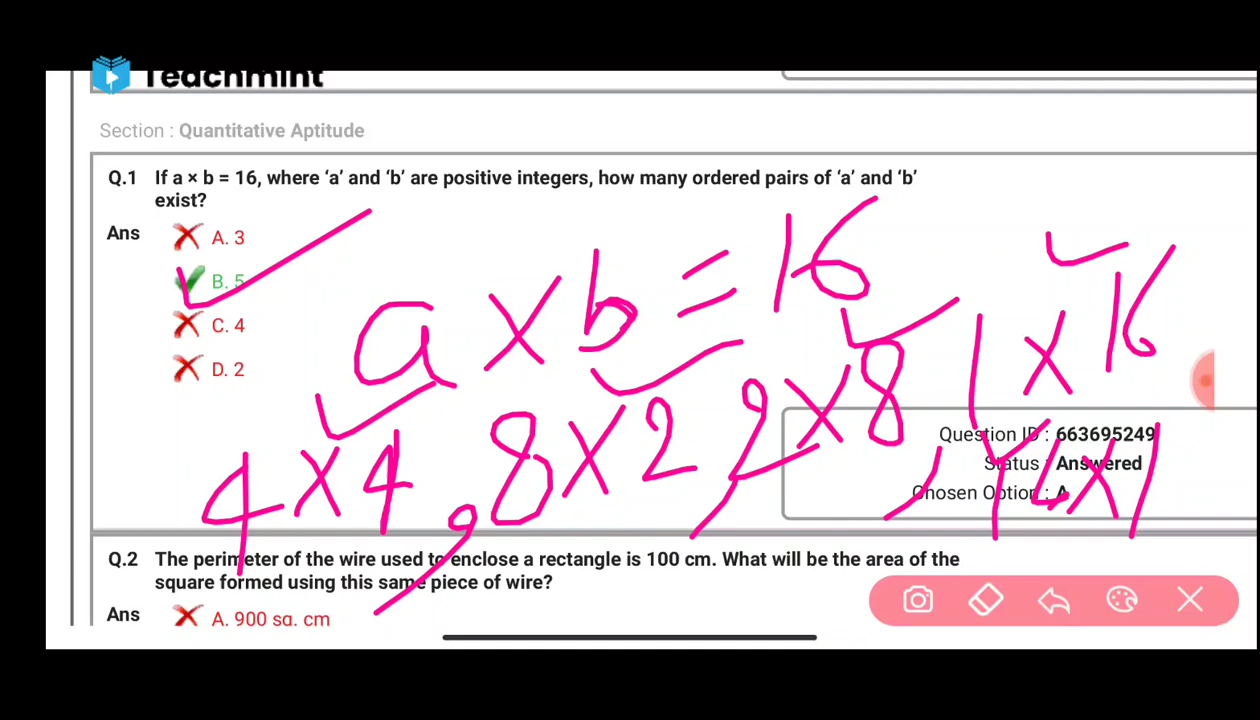 Teachmint
Section : Quantitative Aptitude
Q.1 If a × b = 16, where ‘a’ and ‘b’ are positive integers, how many ordered pairs of ‘a’ and ‘b’
exist?
Ans A. 3
B. 5
C. 4
D. 2
a × b = 16
1 × 16
4 × 4, 8 × 2, 2 × 8,
16 × 1
Question ID : 663695249
Status : Answered
Chosen Option : A
Q.2 The perimeter of the wire used to enclose a rectangle is 100 cm. What will be the area of the
square formed using this same piece of wire?
Ans A. 900 sq. cm